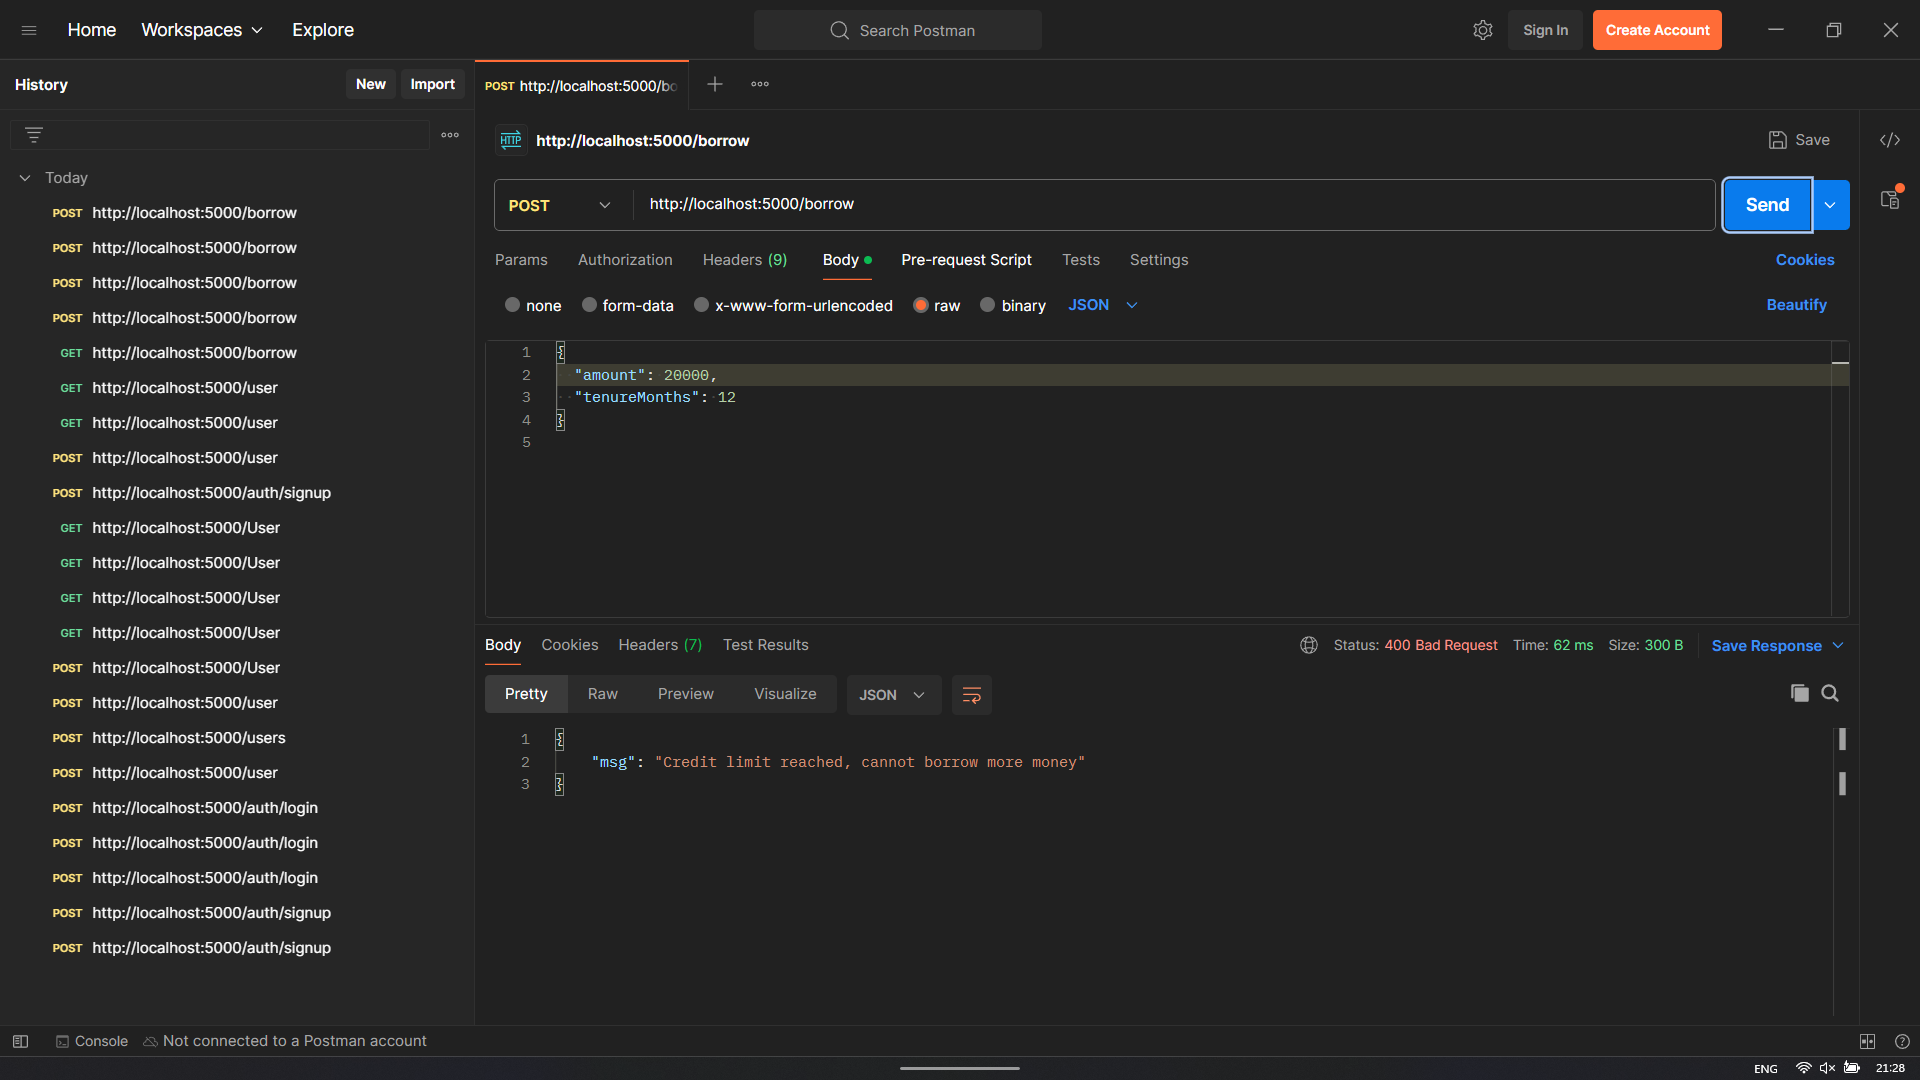 Home Workspaces Explore Search Postman Sign In Create Account
History New Import
POST http://localhost:5000/bo
HTTP http://localhost:5000/borrow Save
Today
POST http://localhost:5000/borrow
POST http://localhost:5000/borrow
POST http://localhost:5000/borrow
POST http://localhost:5000/borrow
GET http://localhost:5000/borrow
GET http://localhost:5000/user
GET http://localhost:5000/user
POST http://localhost:5000/user
POST http://localhost:5000/auth/signup
GET http://localhost:5000/User
GET http://localhost:5000/User
GET http://localhost:5000/User
GET http://localhost:5000/User
POST http://localhost:5000/User
POST http://localhost:5000/user
POST http://localhost:5000/users
POST http://localhost:5000/user
POST http://localhost:5000/auth/login
POST http://localhost:5000/auth/login
POST http://localhost:5000/auth/login
POST http://localhost:5000/auth/signup
POST http://localhost:5000/auth/signup
POST http://localhost:5000/borrow Send
Params Authorization Headers (9) Body Pre-request Script Tests Settings Cookies
none form-data x-www-form-urlencoded raw binary JSON Beautify
1 {
2 "amount": 20000,
3 "tenureMonths": 12
4 }
5
Body Cookies Headers (7) Test Results Status: 400 Bad Request Time: 62 ms Size: 300 B Save Response
Pretty Raw Preview Visualize JSON
1 {
2 "msg": "Credit limit reached, cannot borrow more money"
3 }
Console Not connected to a Postman account
ENG 21:28